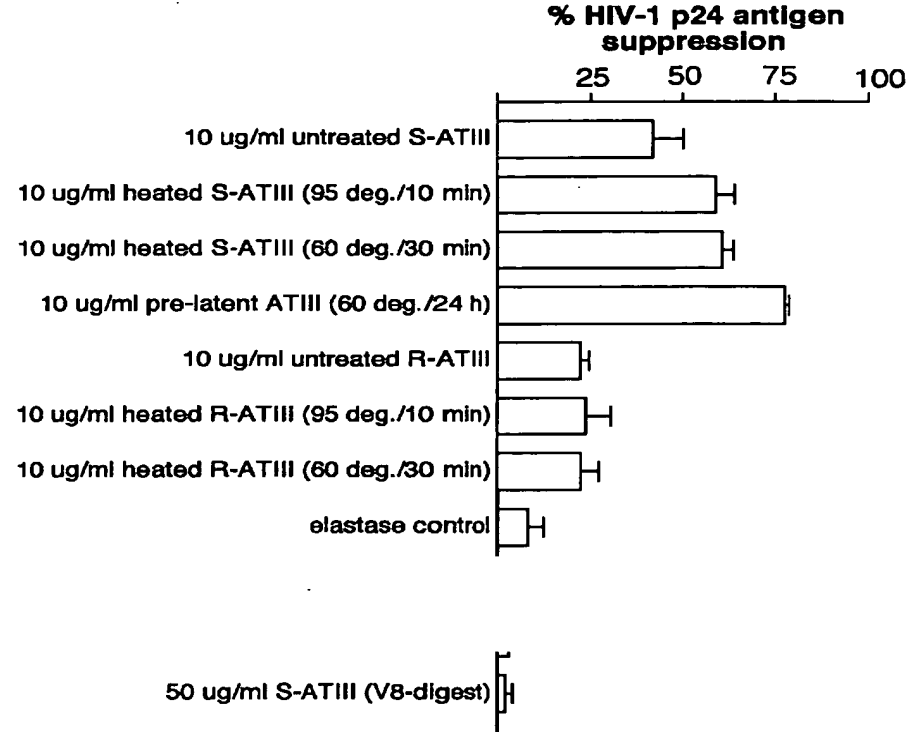 % HIV-1 p24 antigen
suppression
25 50 75 100
10 ug/ml untreated S-ATIII
10 ug/ml heated S-ATIII (95 deg./10 min)
10 ug/ml heated S-ATIII (60 deg./30 min)
10 ug/ml pre-latent ATIII (60 deg./24 h)
10 ug/ml untreated R-ATIII
10 ug/ml heated R-ATIII (95 deg./10 min)
10 ug/ml heated R-ATIII (60 deg./30 min)
elastase control
50 ug/ml S-ATIII (V8-digest)